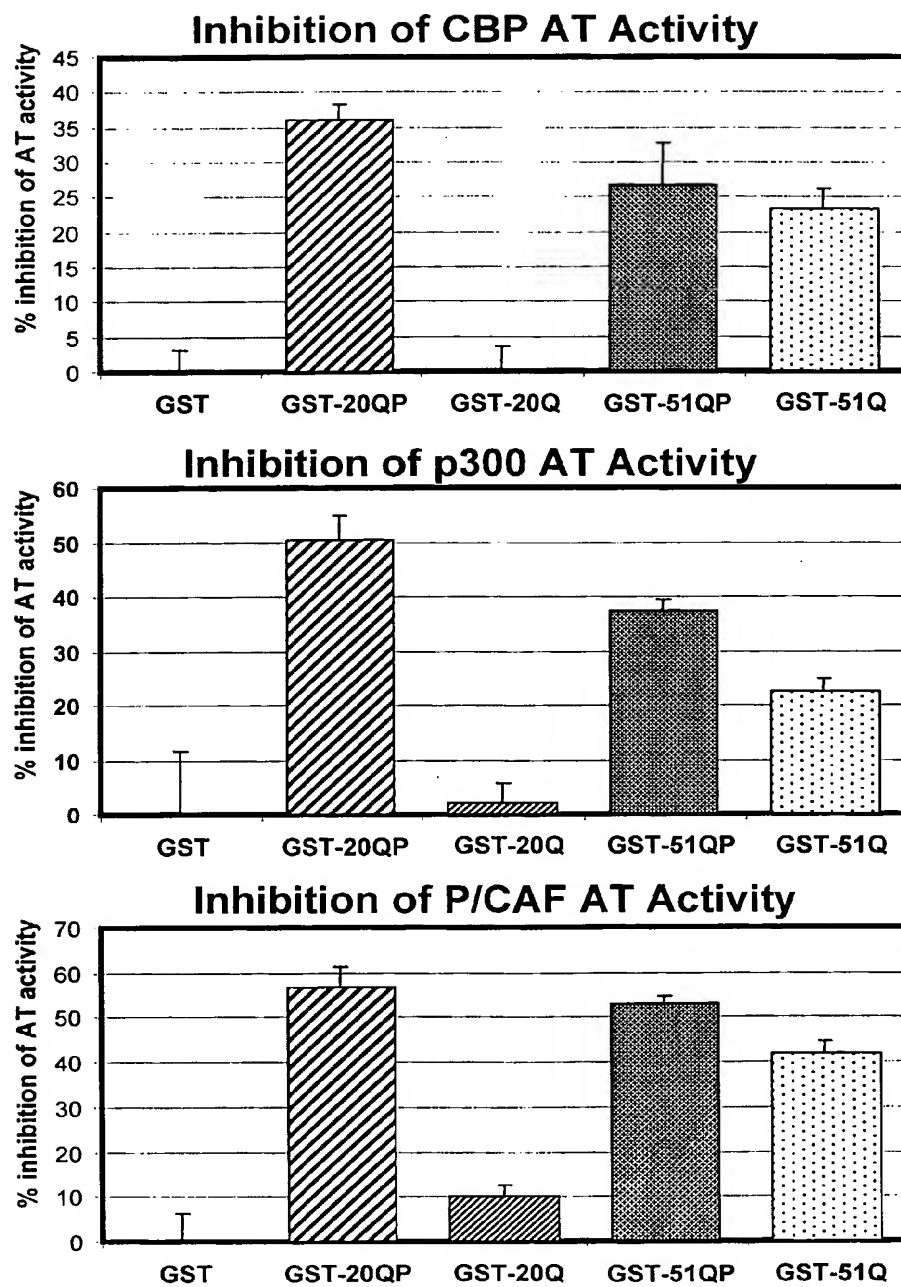 Inhibition of CBP AT Activity
% inhibition of AT activity
45
40
35
30
25
20
15
10
5
0
GST GST-20QP GST-20Q GST-51QP GST-51Q
Inhibition of p300 AT Activity
% inhibition of AT activity
60
50
40
30
20
10
0
GST GST-20QP GST-20Q GST-51QP GST-51Q
Inhibition of P/CAF AT Activity
% inhibition of AT activity
70
60
50
40
30
20
10
0
GST GST-20QP GST-20Q GST-51QP GST-51Q